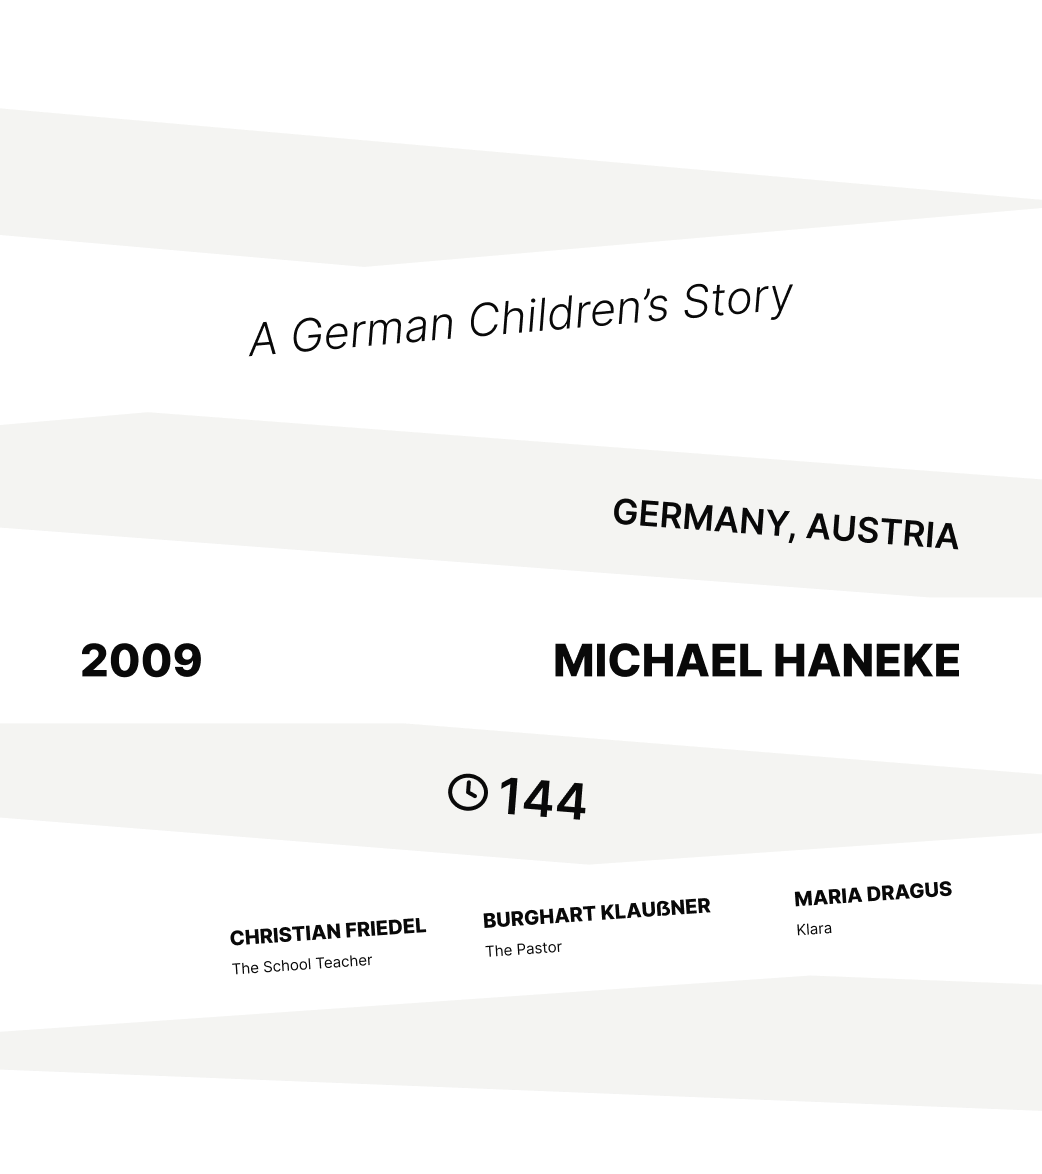 A German Children’s Story
GERMANY, AUSTRIA
2009
MICHAEL HANEKE
144
CHRISTIAN FRIEDEL
The School Teacher
BURGHART KLAUßNER
The Pastor
MARIA DRAGUS
Klara